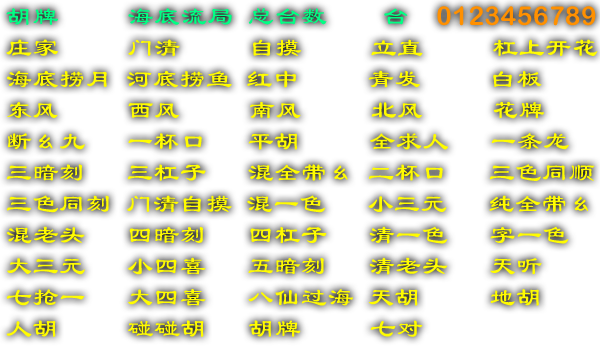 胡牌 海底流局 总台数 台 0123456789
庄家 门清 自摸 立直 杠上开花
海底捞月 河底捞鱼 红中 青发 白板
东风 西风 南风 北风 花牌
断幺九 一杯口 平胡 全求人 一条龙
三暗刻 三杠子 混全带幺 二杯口 三色同顺
三色同刻 门清自摸 混一色 小三元 纯全带幺
混老头 四暗刻 四杠子 清一色 字一色
大三元 小四喜 五暗刻 清老头 天听
七抢一 大四喜 八仙过海 天胡 地胡
人胡 碰碰胡 胡牌 七对